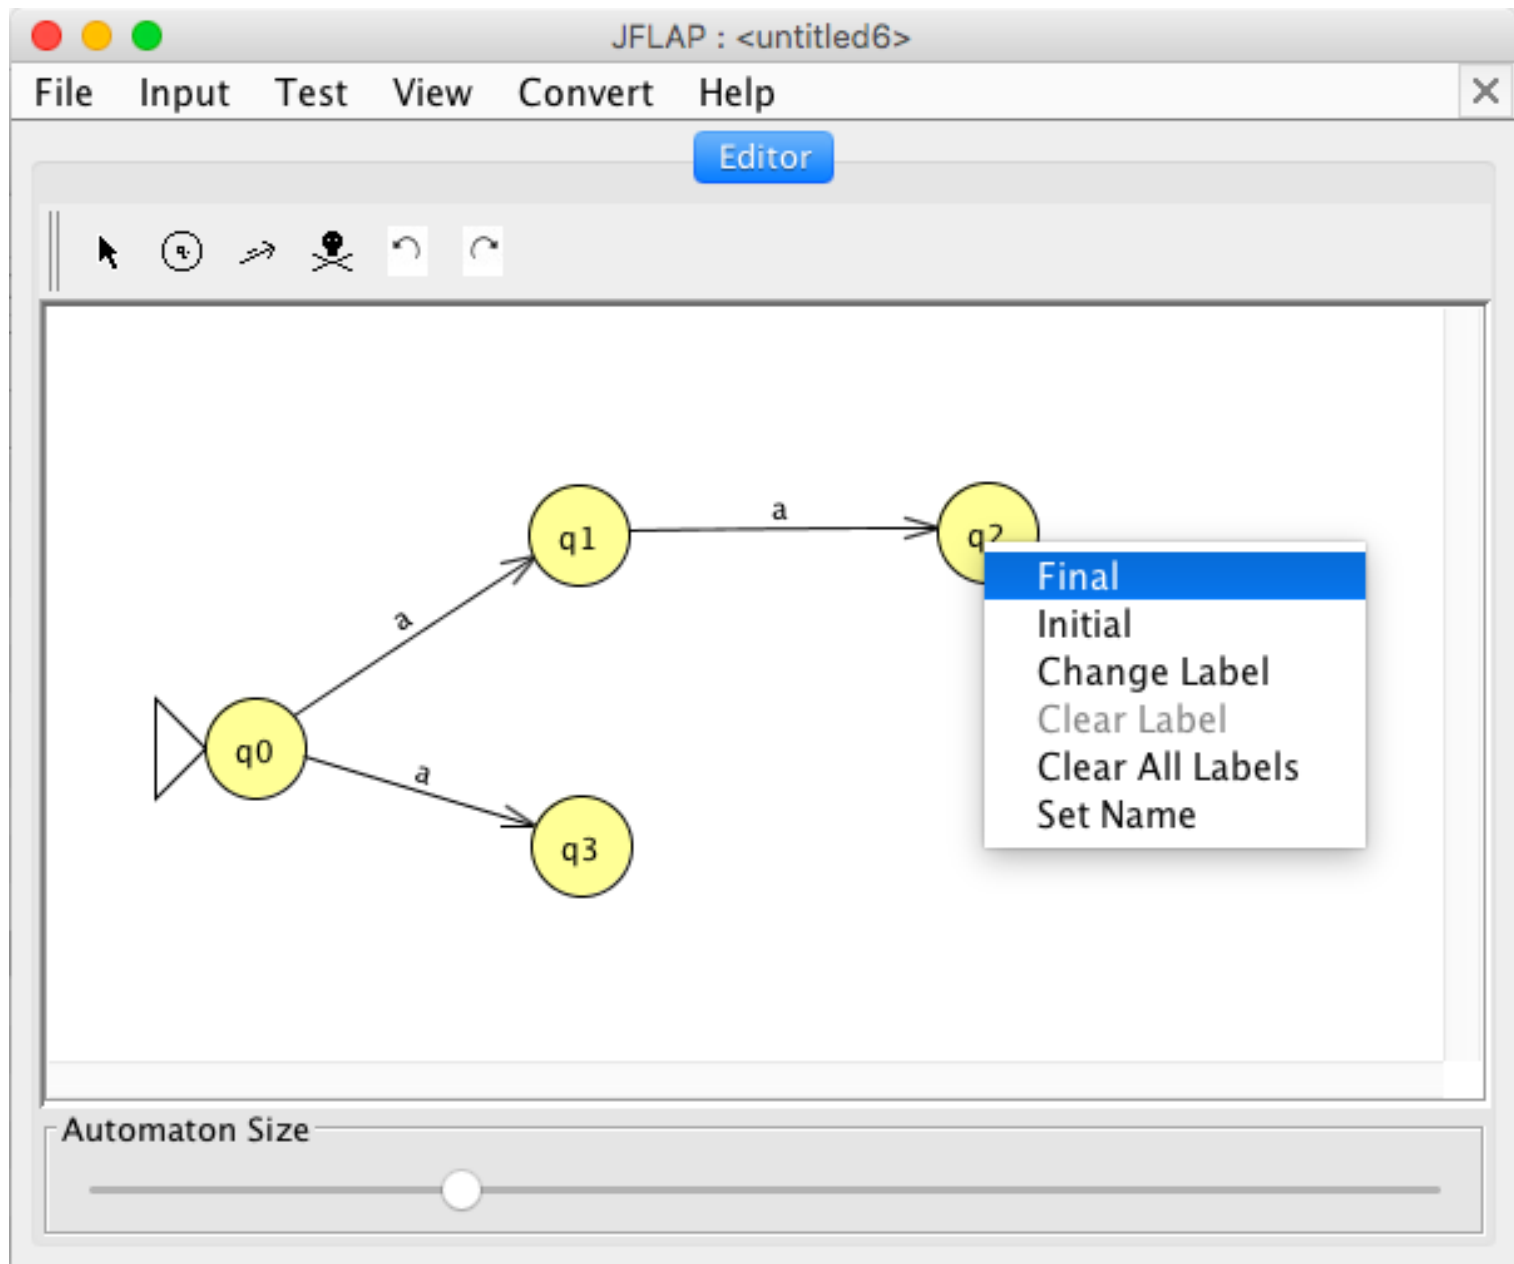 JFLAP : <untitled6>
File Input Test View Convert Help
Editor
q
a
q1
q2
a
q0
a
q3
Final
Initial
Change Label
Clear Label
Clear All Labels
Set Name
Automaton Size